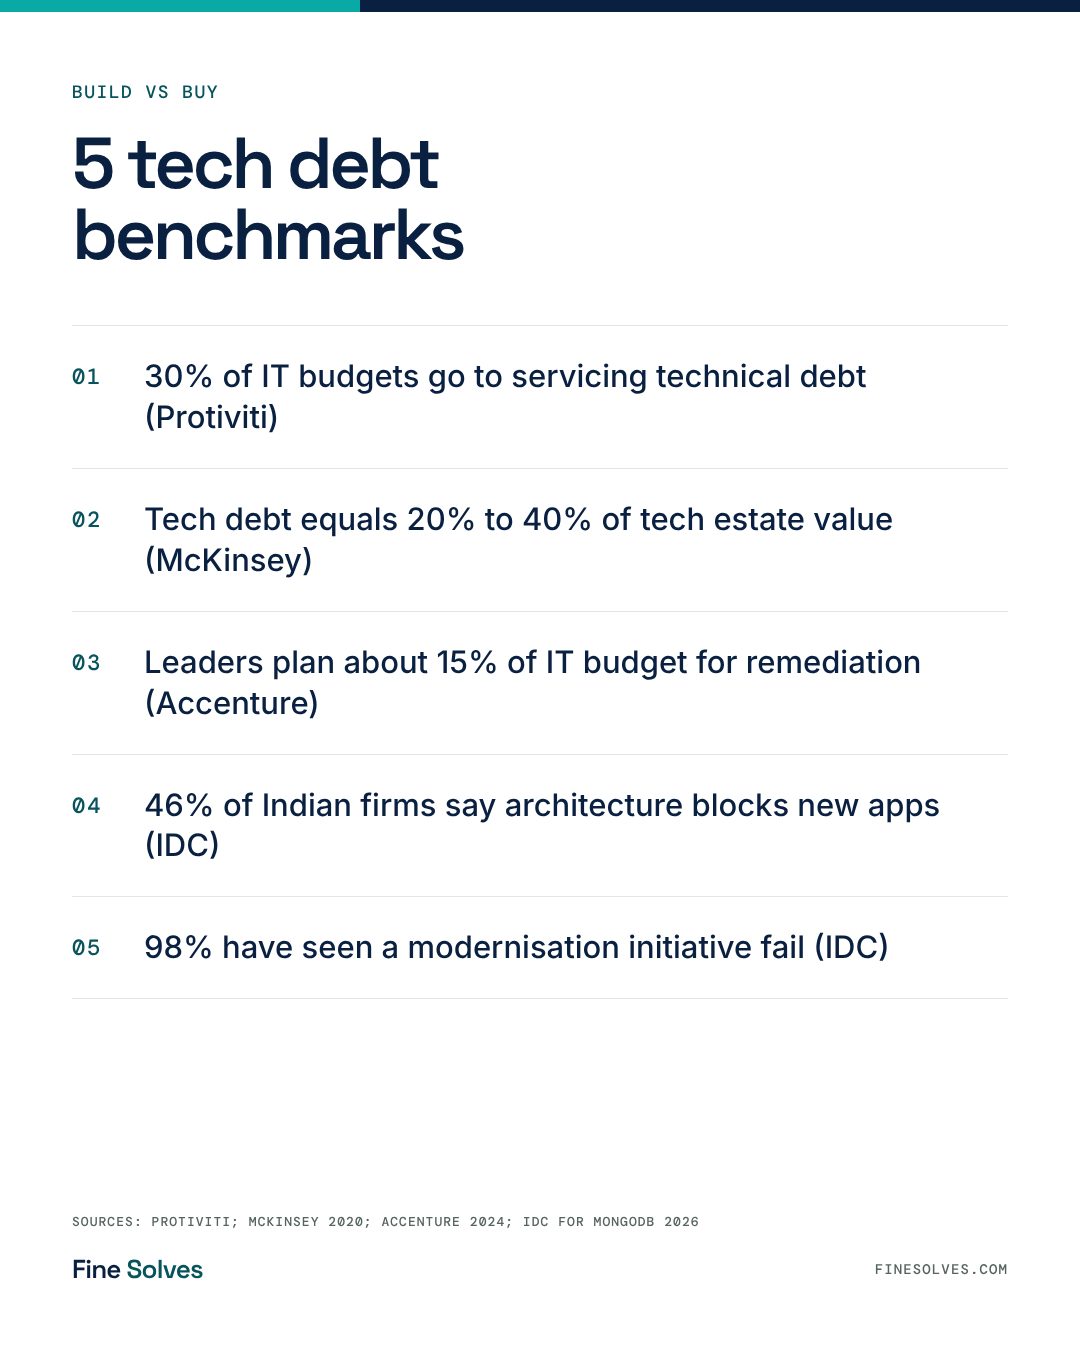 BUILD VS BUY
5 tech debt
benchmarks
01 30% of IT budgets go to servicing technical debt
(Protiviti)
02 Tech debt equals 20% to 40% of tech estate value
(McKinsey)
03 Leaders plan about 15% of IT budget for remediation
(Accenture)
04 46% of Indian firms say architecture blocks new apps
(IDC)
05 98% have seen a modernisation initiative fail (IDC)
SOURCES: PROTIVITI; MCKINSEY 2020; ACCENTURE 2024; IDC FOR MONGODB 2026
Fine Solves
FINESOLVES.COM